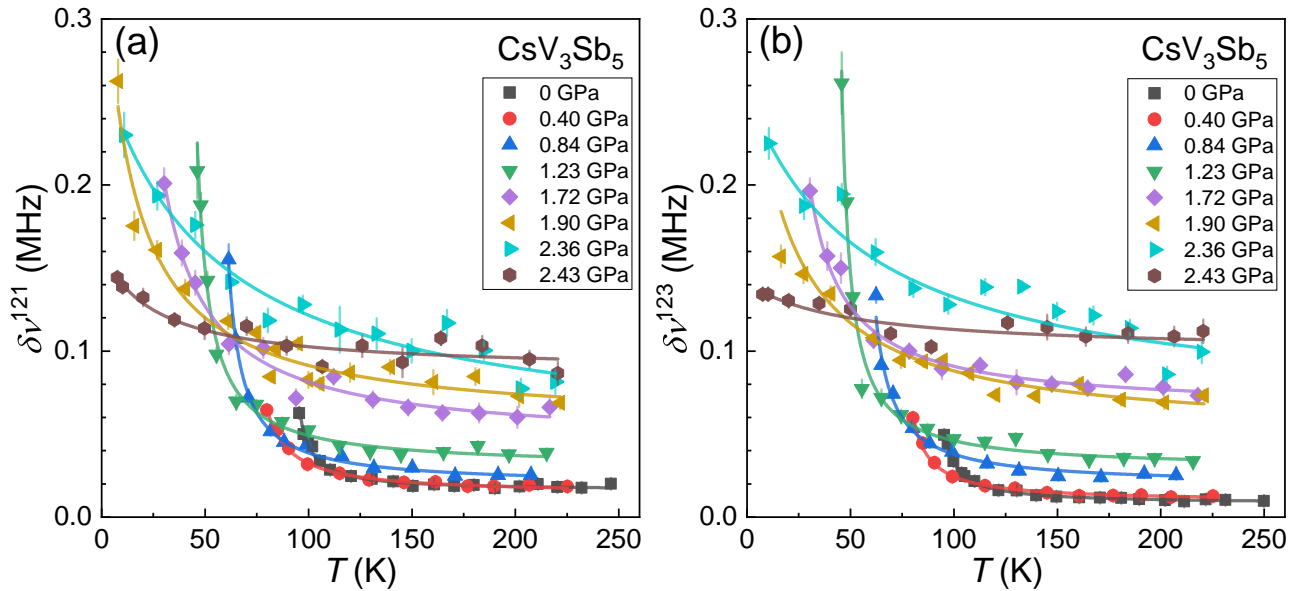 (a)
CsV₃Sb₅
0 GPa
0.40 GPa
0.84 GPa
1.23 GPa
1.72 GPa
1.90 GPa
2.36 GPa
2.43 GPa
0.3
0.2
0.1
0.0
δν¹²¹ (MHz)
0 50 100 150 200 250
T (K)
(b)
CsV₃Sb₅
0 GPa
0.40 GPa
0.84 GPa
1.23 GPa
1.72 GPa
1.90 GPa
2.36 GPa
2.43 GPa
0.3
0.2
0.1
0.0
δν¹²³ (MHz)
0 50 100 150 200 250
T (K)